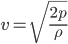 v = √(2p/ρ)